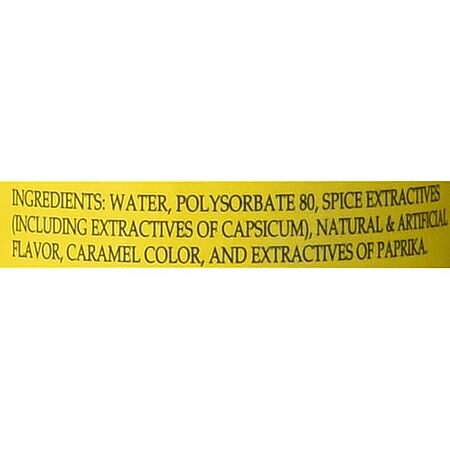 INGREDIENTS: WATER, POLYSORBATE 80, SPICE EXTRACTIVES
(INCLUDING EXTRACTIVES OF CAPSICUM), NATURAL & ARTIFICIAL
FLAVOR, CARAMEL COLOR, AND EXTRACTIVES OF PAPRIKA.